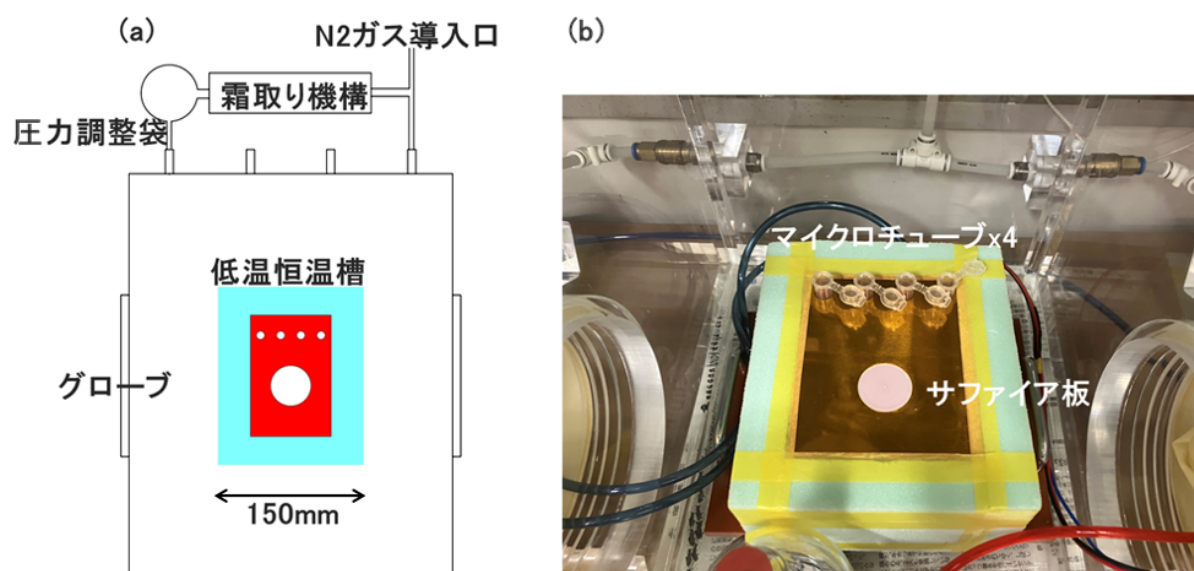 (a)
N2ガス導入口
霜取り機構
圧力調整袋
低温恒温槽
グローブ
150mm
(b)
マイクロチューブx4
サファイア板